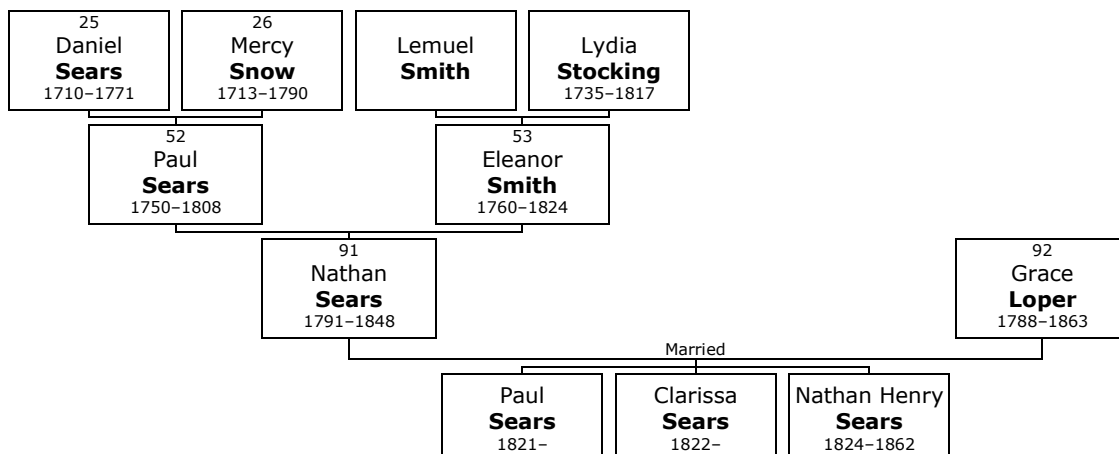 25
Daniel
Sears
1710–1771
26
Mercy
Snow
1713–1790
Lemuel
Smith
Lydia
Stocking
1735–1817
52
Paul
Sears
1750–1808
53
Eleanor
Smith
1760–1824
91
Nathan
Sears
1791–1848
92
Grace
Loper
1788–1863
Married
Paul
Sears
1821–
Clarissa
Sears
1822–
Nathan Henry
Sears
1824–1862